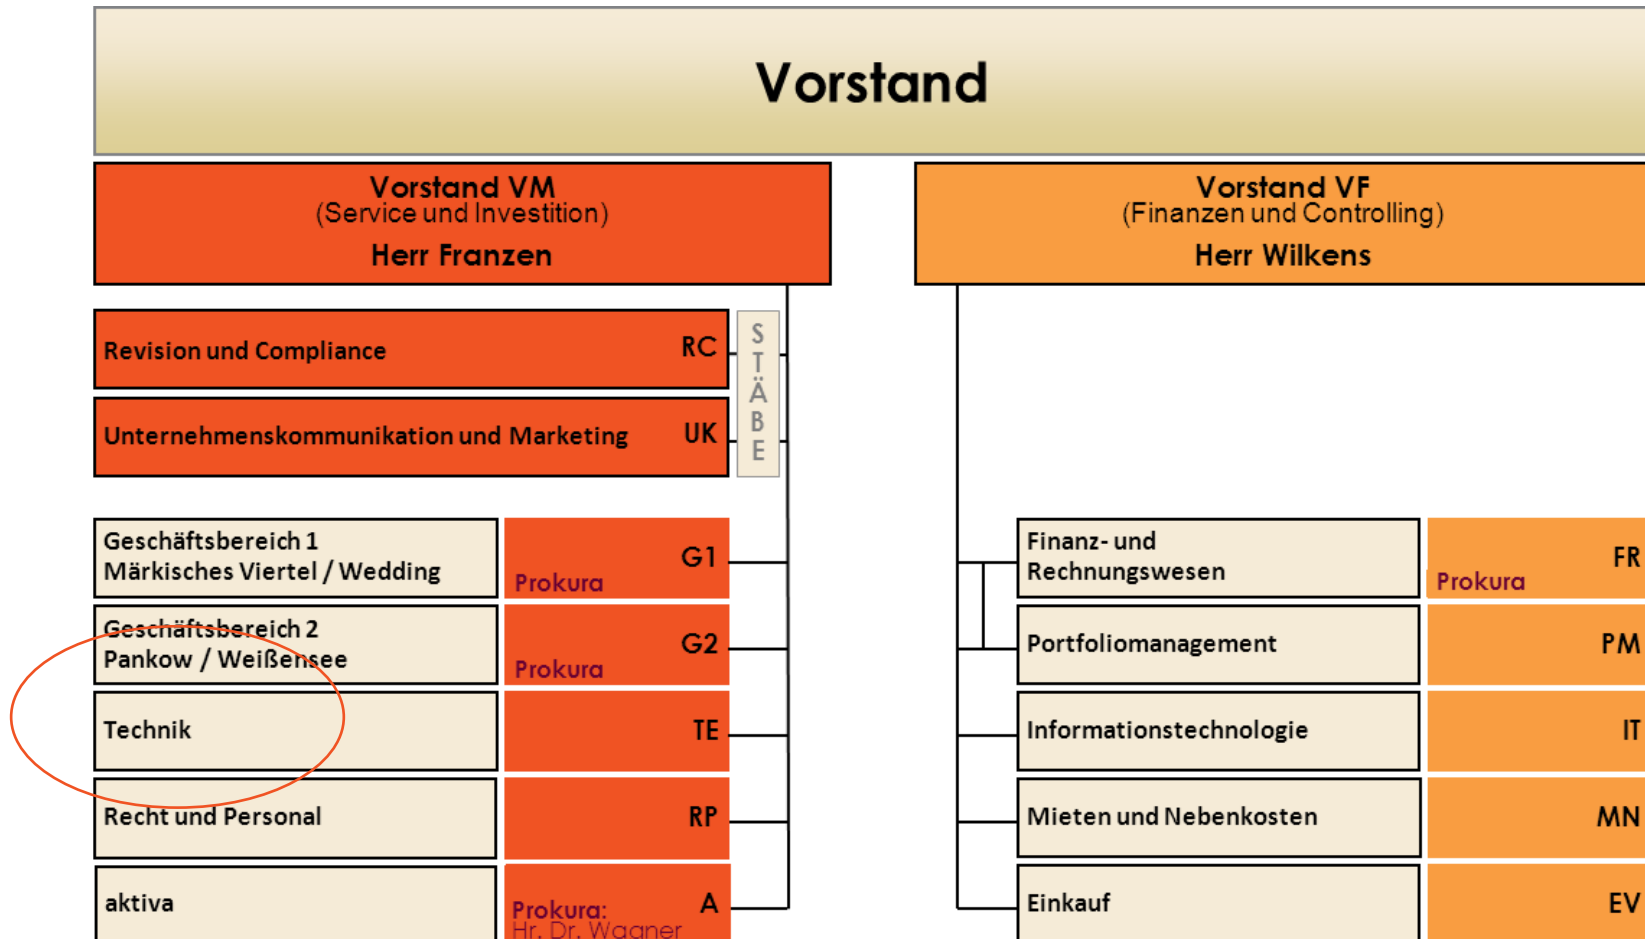 Vorstand
Vorstand VM
(Service und Investition)
Herr Franzen
Vorstand VF
(Finanzen und Controlling)
Herr Wilkens
Revision und Compliance RC
Unternehmenskommunikation und Marketing UK
STÄBE
Geschäftsbereich 1
Märkisches Viertel / Wedding
Prokura
G1
Geschäftsbereich 2
Pankow / Weißensee
Prokura
G2
Technik TE
Recht und Personal RP
aktiva
Prokura:
Hr. Dr. Wagner
A
Finanz- und
Rechnungswesen
Prokura
FR
Portfoliomanagement PM
Informationstechnologie IT
Mieten und Nebenkosten MN
Einkauf EV